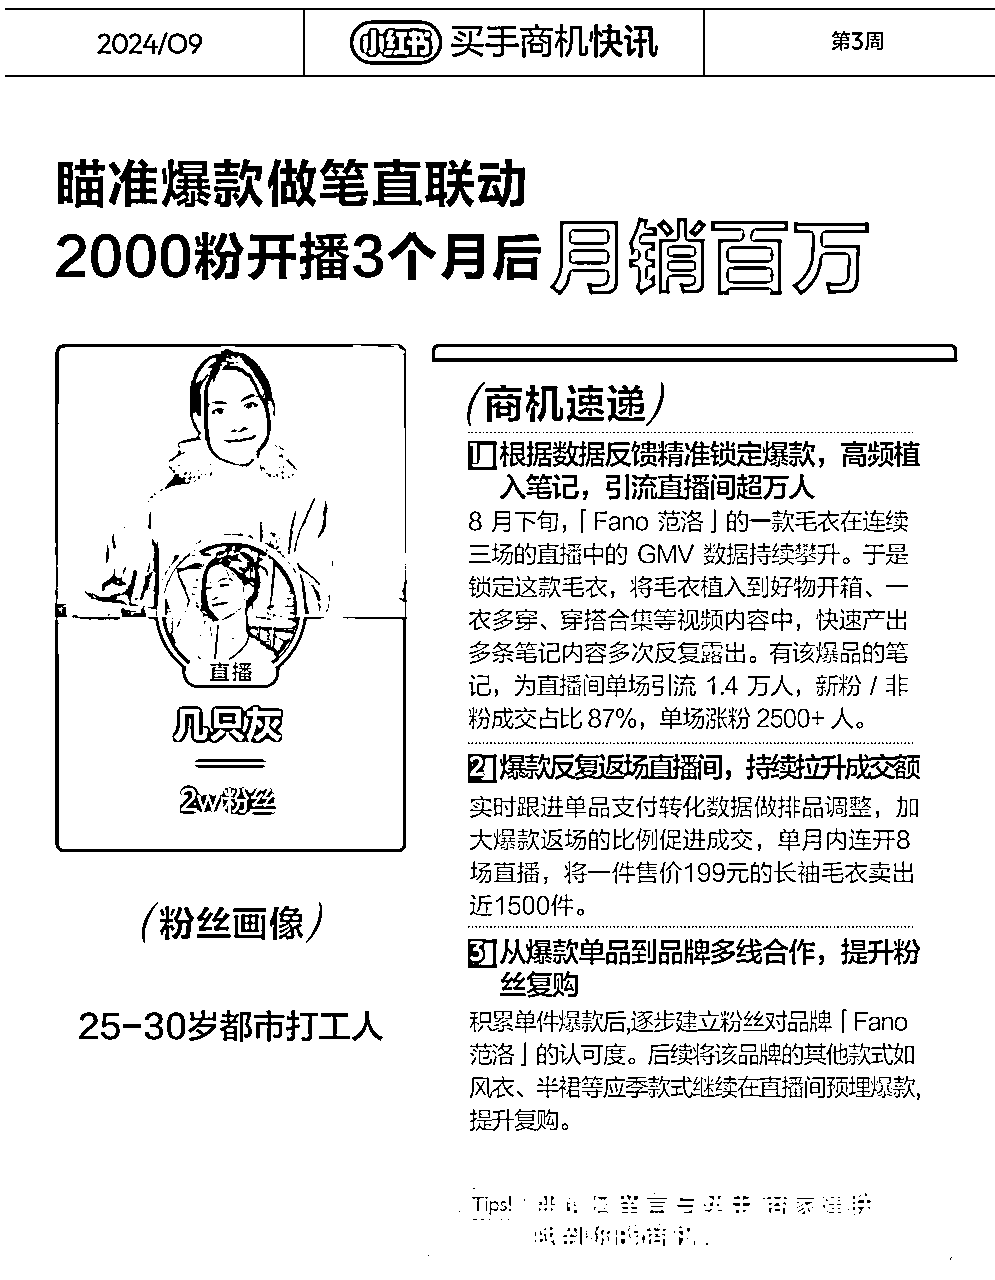 2024/09
小红书 买手商机快讯
第3周
瞄准爆款做笔直联动
2000粉开播3个月后月销百万
直播
几只灰
2w粉丝
(粉丝画像)
25-30岁都市打工人
(商机速递)
1 根据数据反馈精准锁定爆款，高频植
入笔记，引流直播间超万人
8 月下旬，「Fano 范洛」的一款毛衣在连续
三场的直播中的 GMV 数据持续攀升。于是
锁定这款毛衣，将毛衣植入到好物开箱、一
衣多穿、穿搭合集等视频内容中，快速产出
多条笔记内容多次反复露出。有该爆品的笔
记，为直播间单场引流 1.4 万人，新粉 / 非
粉成交占比 87%，单场涨粉 2500+ 人。
2 爆款反复返场直播间，持续拉升成交额
实时跟进单品支付转化数据做排品调整，加
大爆款返场的比例促进成交，单月内连开8
场直播，将一件售价199元的长袖毛衣卖出
近1500件。
3 从爆款单品到品牌多线合作，提升粉
丝复购
积累单件爆款后,逐步建立粉丝对品牌「Fano
范洛」的认可度。后续将该品牌的其他款式如
风衣、半裙等应季款式继续在直播间预埋爆款,
提升复购。
Tips!